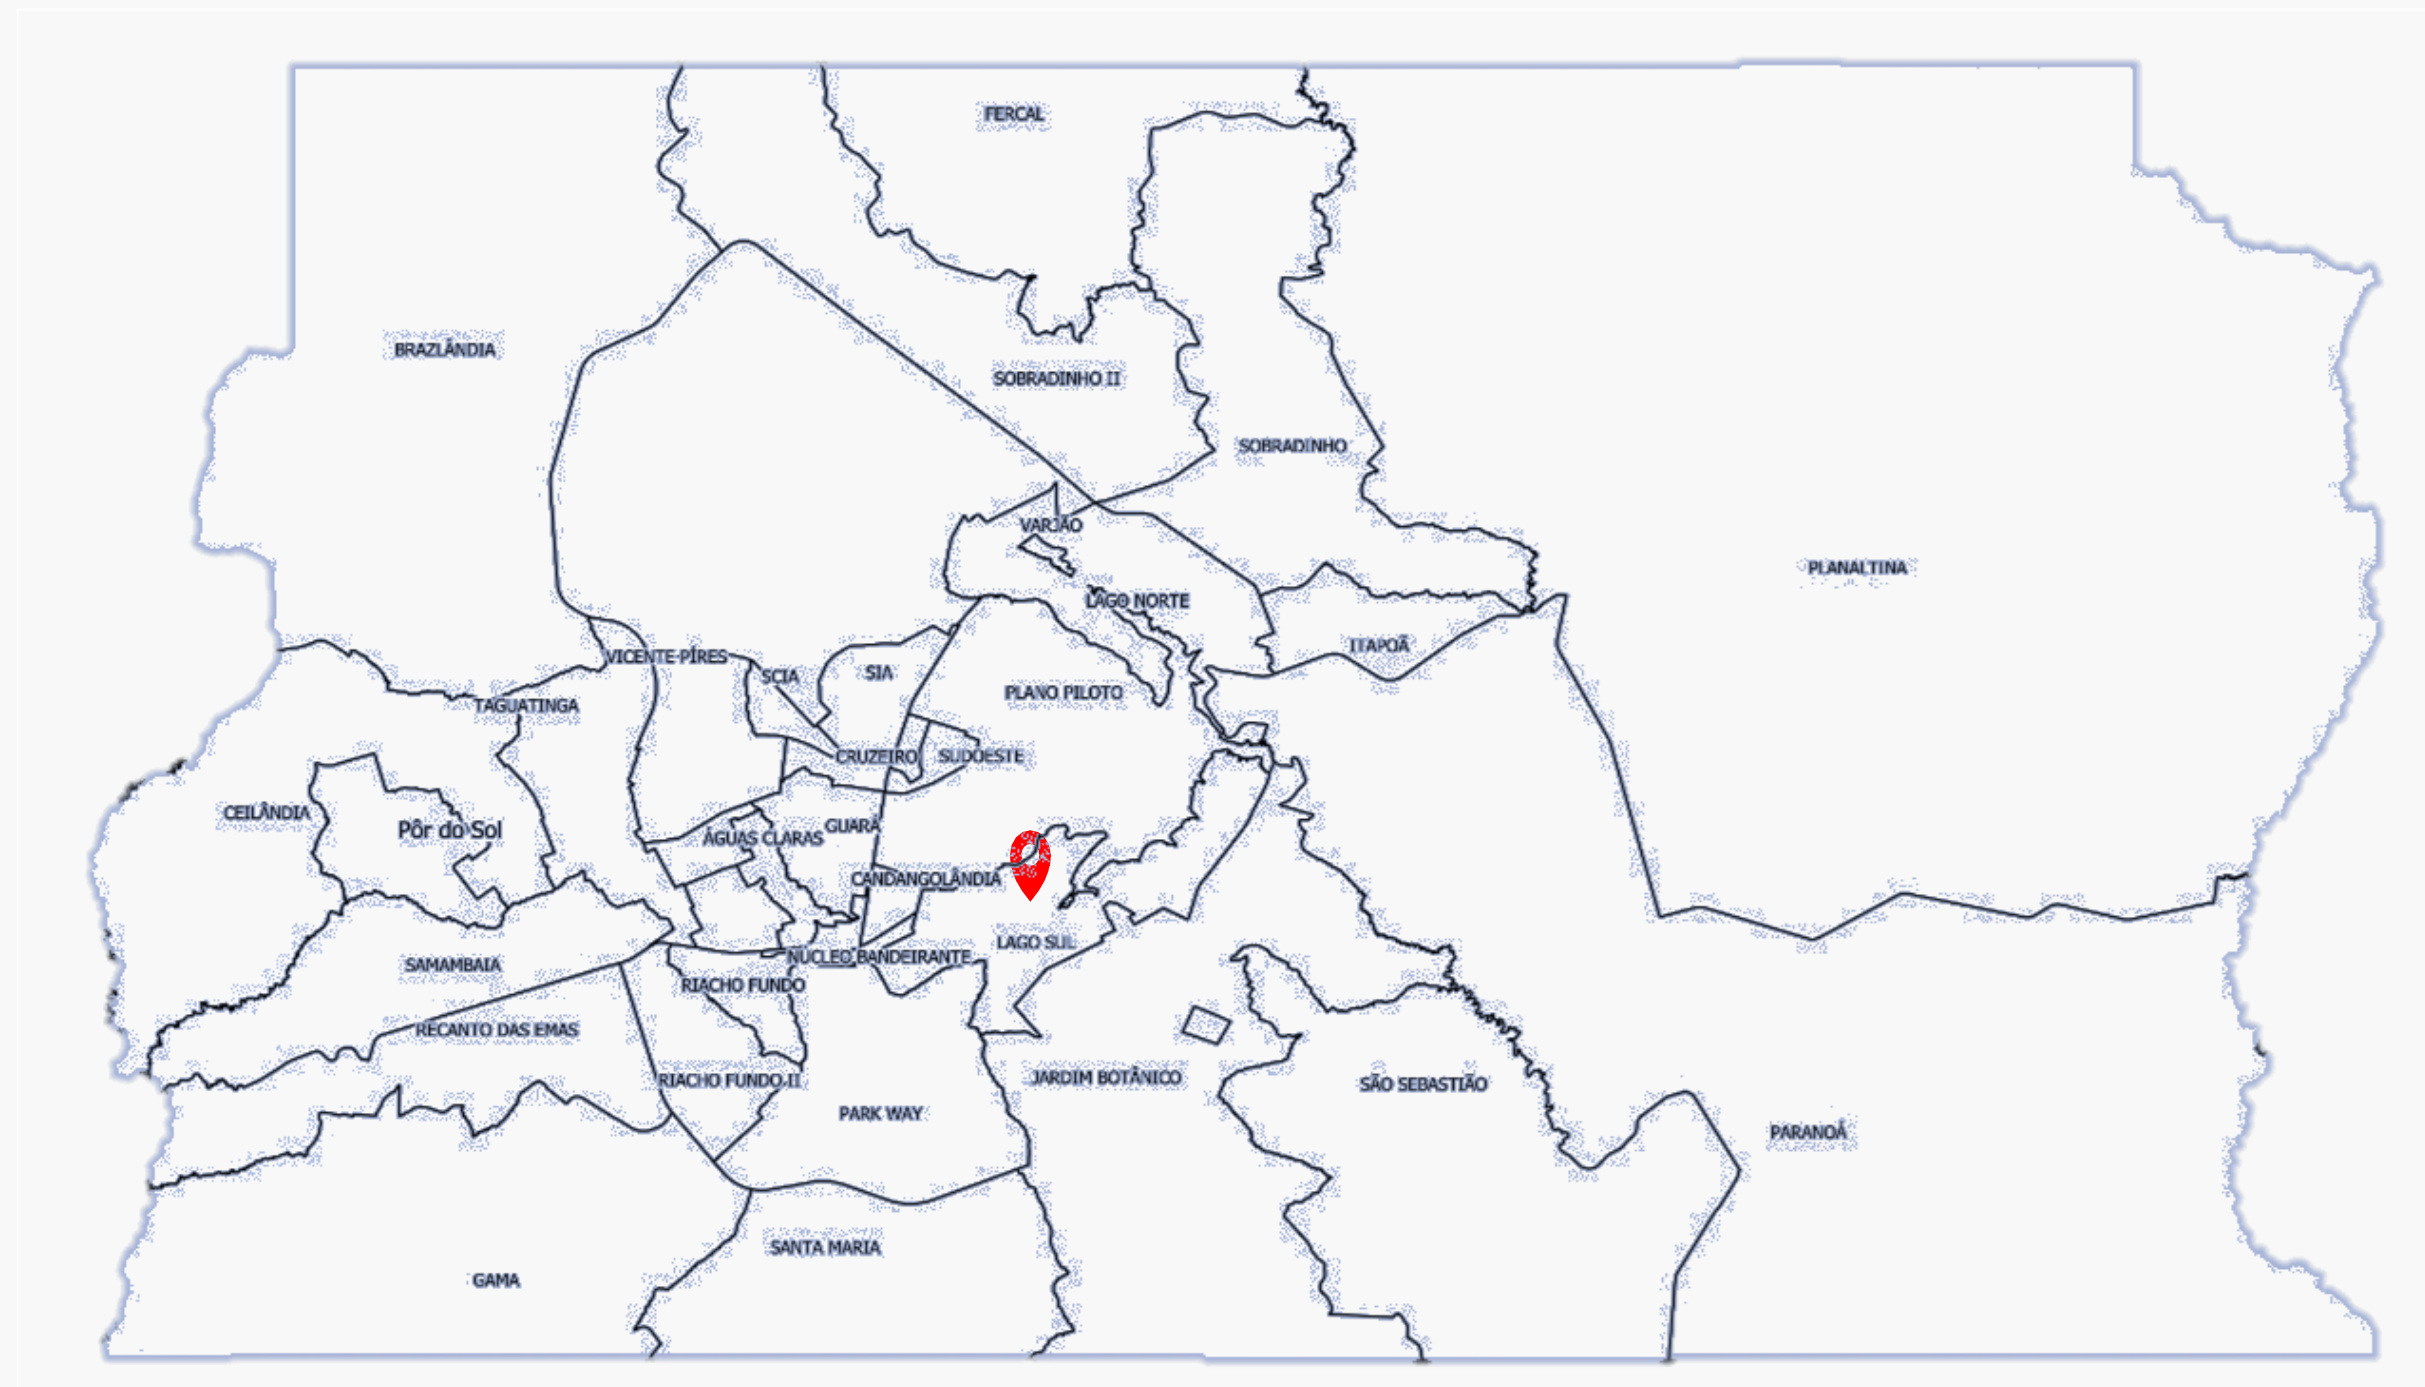 FERCAL
BRAZLÂNDIA
SOBRADINHO II
SOBRADINHO
VARJÃO
PLANALTINA
LAGO NORTE
ITAPOÃ
VICENTE PÍRES
SCIA
SIA
PLANO PILOTO
TAGUATINGA
CRUZEIRO
SUDOESTE
CEILÂNDIA
Pôr do Sol
ÁGUAS CLARAS
GUARÁ
CANDANGOLÂNDIA
LAGO SUL
SAMAMBAIA
NÚCLEO BANDEIRANTE
RIACHO FUNDO
RECANTO DAS EMAS
RIACHO FUNDO II
JARDIM BOTÂNICO
SÃO SEBASTIÃO
PARK WAY
PARANOÁ
SANTA MARIA
GAMA